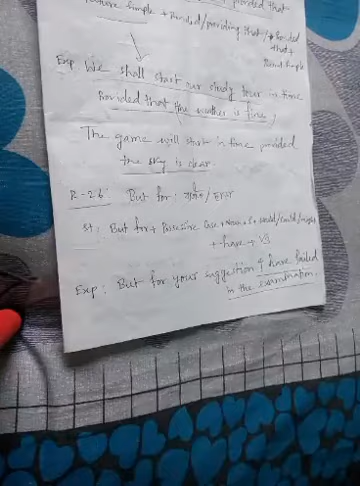 provided that
Future Simple + Provided/providing that/
that +
Present Simple
Exp: We shall start our study tour in time
Provided that the weather is fine,
The game will start in time provided
the sky is clear.
R-26: But for:
St: But for + Possessive Case + Noun + S + would/could/might
+ have + V3
Exp: But for your suggestion I have failed
in the examination.